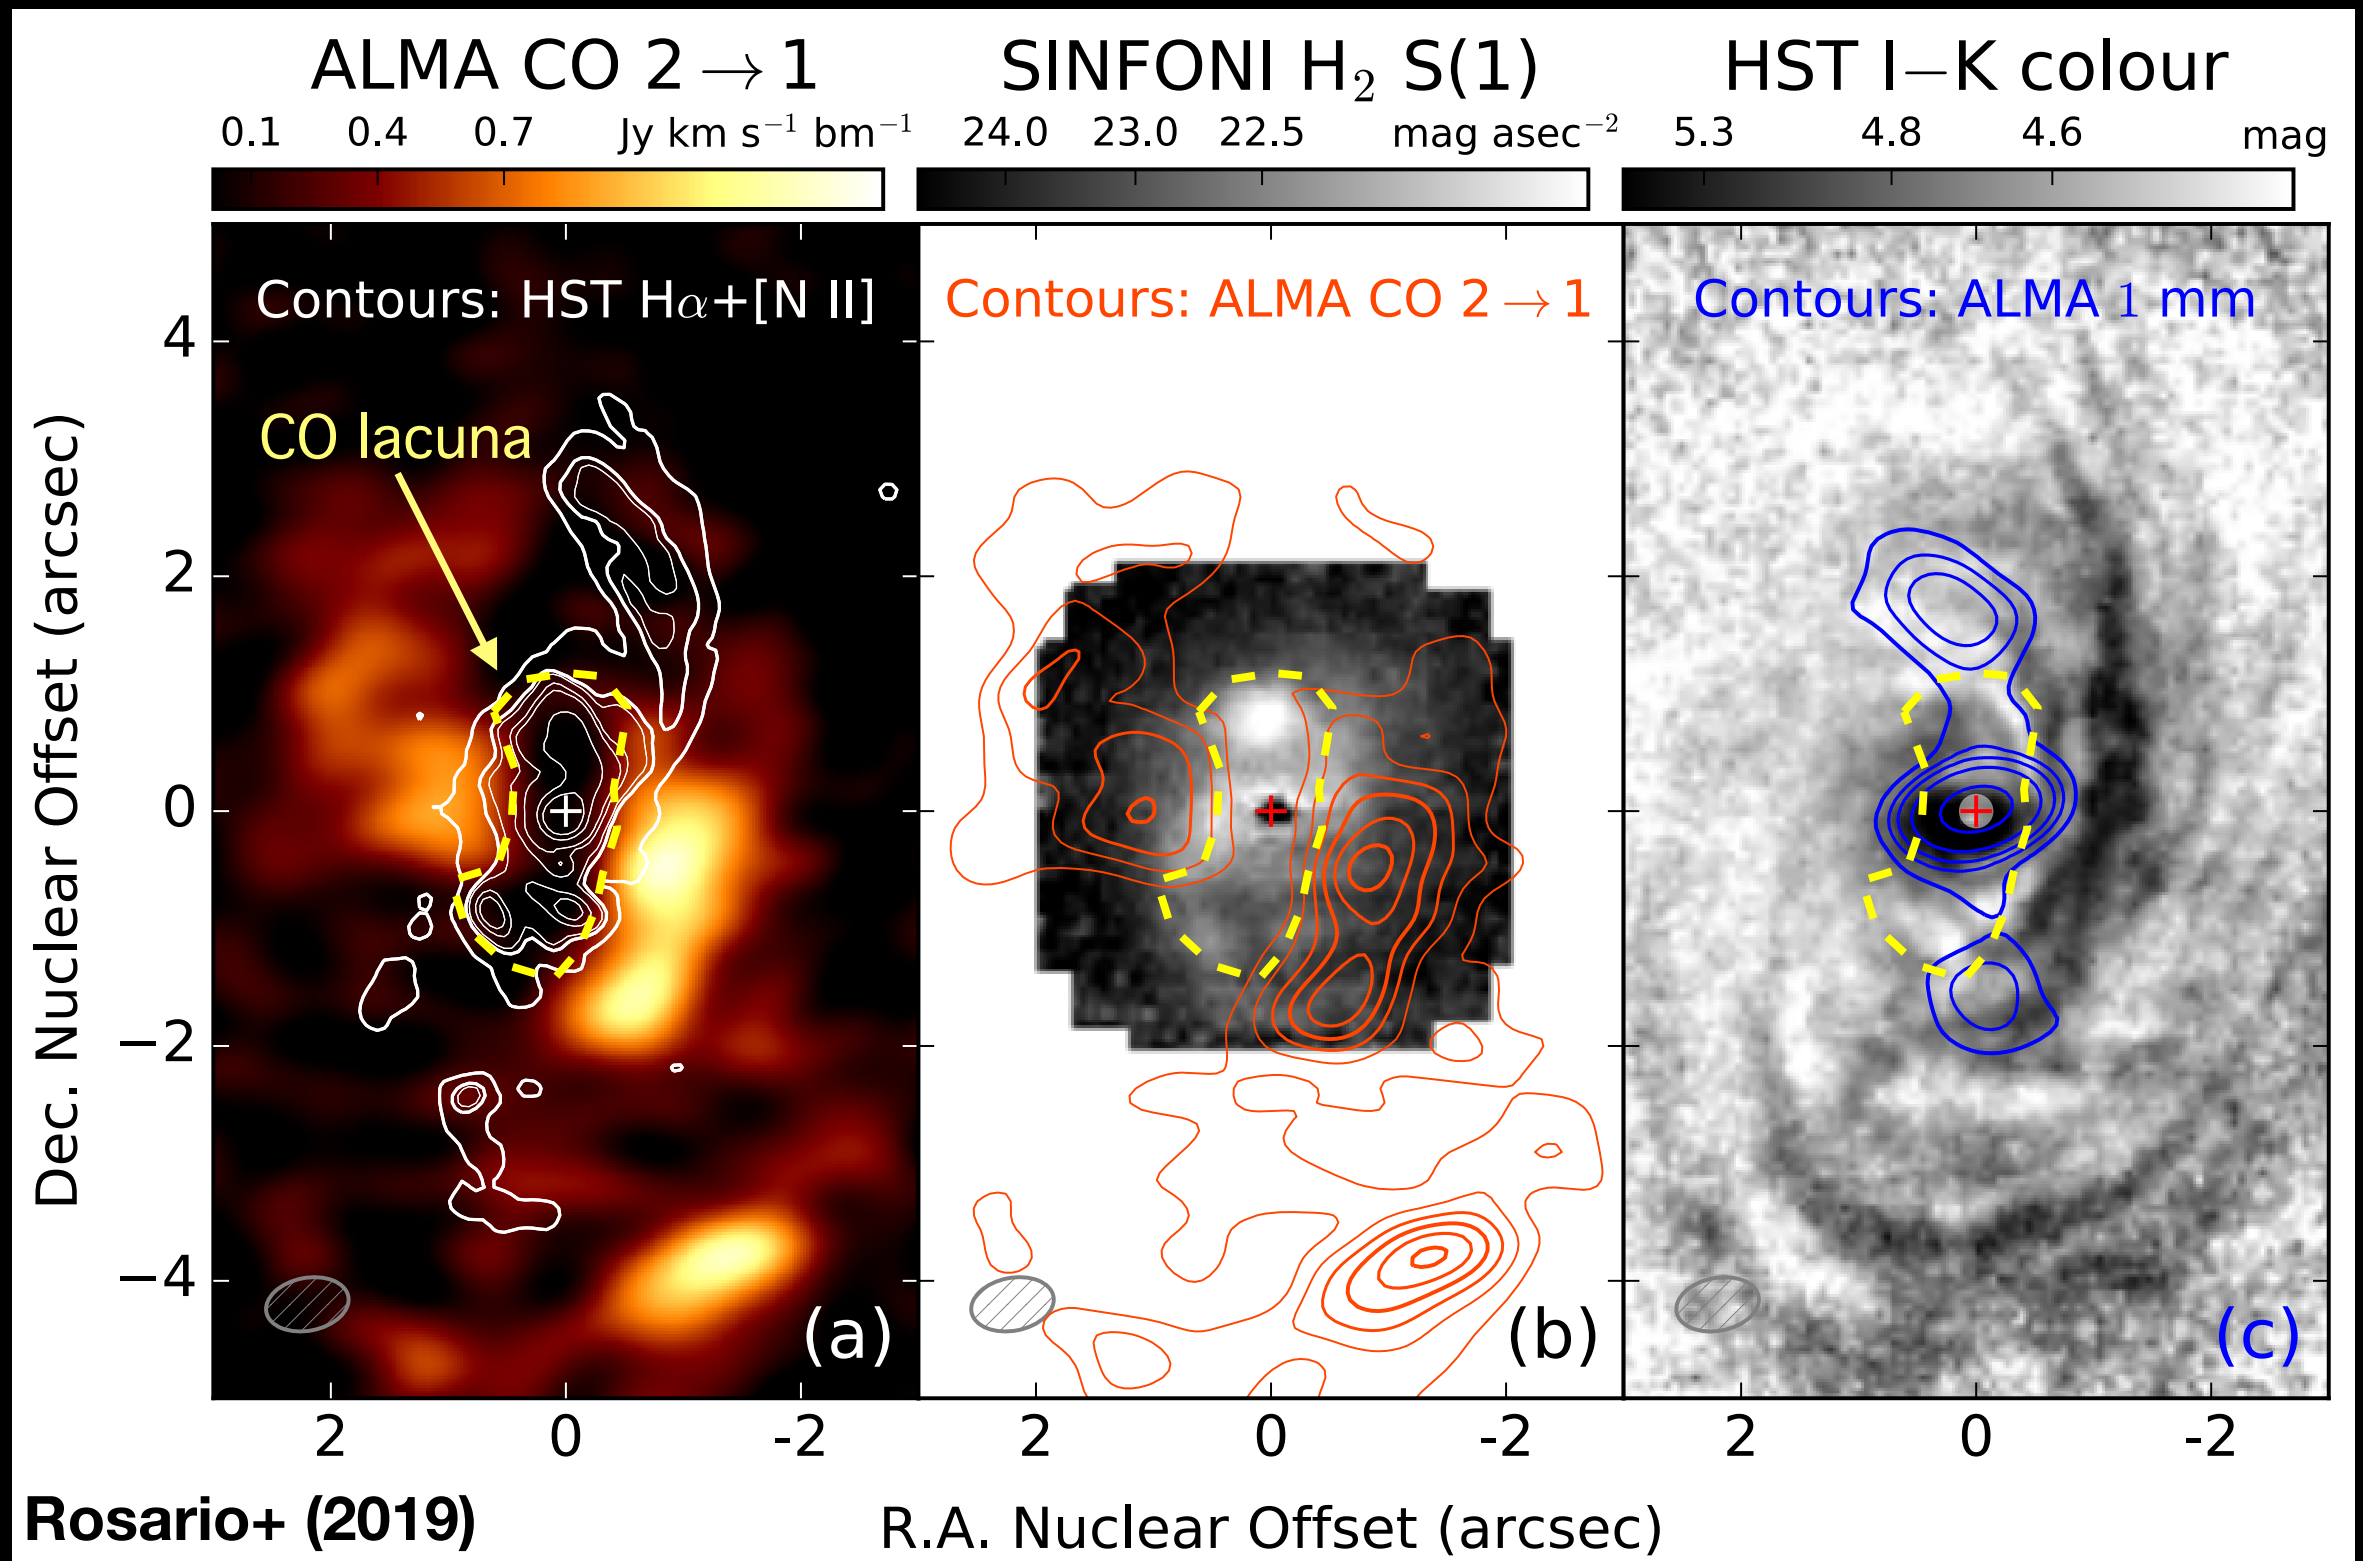 ALMA CO 2→1
SINFONI H₂ S(1)
HST I−K colour
0.1 0.4 0.7 Jy km s⁻¹ bm⁻¹
24.0 23.0 22.5 mag asec⁻²
5.3 4.8 4.6 mag
Contours: HST Hα+[N II]
Contours: ALMA CO 2→1
Contours: ALMA 1 mm
CO lacuna
Dec. Nuclear Offset (arcsec)
4
2
0
−2
−4
(a)
(b)
(c)
2 0 -2
2 0 -2
2 0 -2
Rosario+ (2019)
R.A. Nuclear Offset (arcsec)